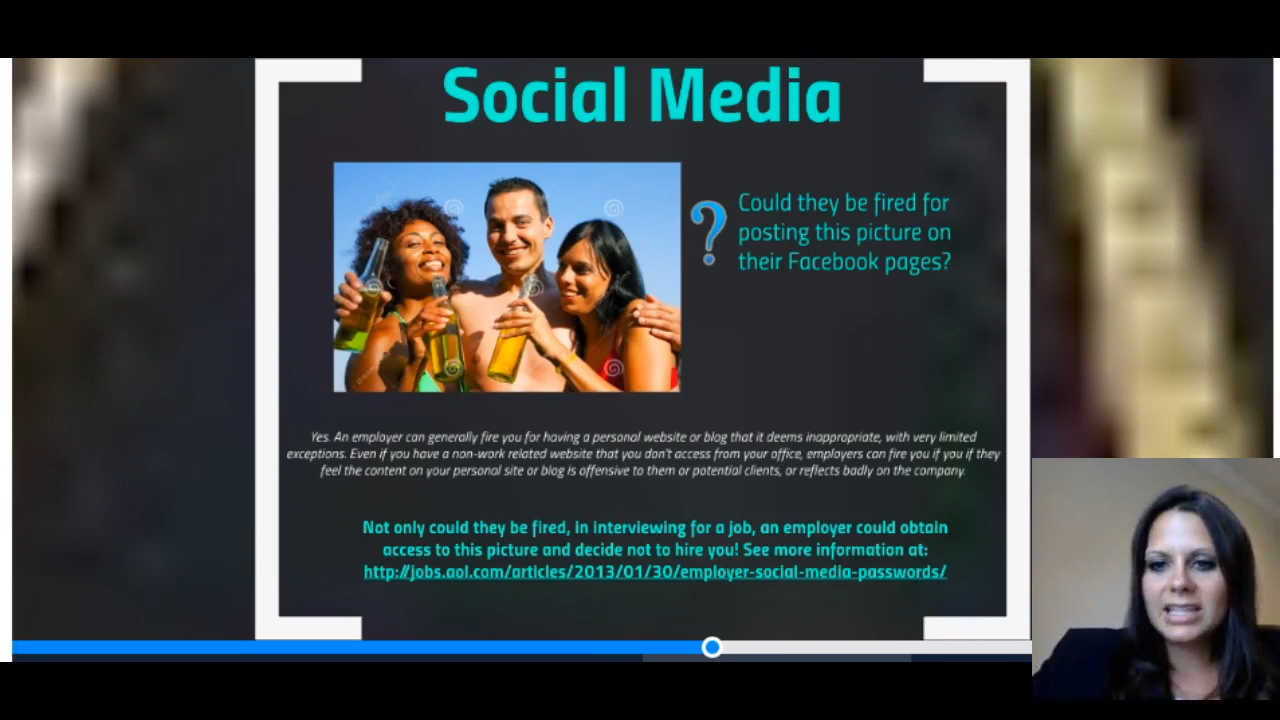 Social Media
?
Could they be fired for
posting this picture on
their Facebook pages?
Yes. An employer can generally fire you for having a personal website or blog that it deems inappropriate, with very limited
exceptions. Even if you have a non-work related website that you don't access from your office, employers can fire you if you if they
feel the content on your personal site or blog is offensive to them or potential clients, or reflects badly on the company.
Not only could they be fired, in interviewing for a job, an employer could obtain
access to this picture and decide not to hire you! See more information at:
http://jobs.aol.com/articles/2013/01/30/employer-social-media-passwords/